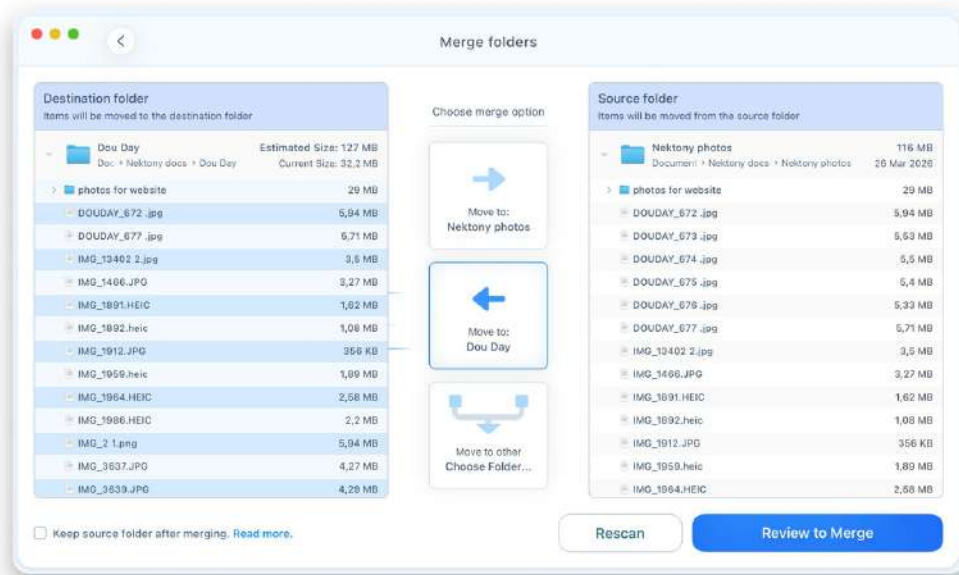 Merge folders
Destination folder
Items will be moved to the destination folder
Dou Day Estimated Size: 127 MB
Doc › Nektony docs › Dou Day Current Size: 32,2 MB
photos for website 29 MB
DOUDAY_672 .jpg 5,94 MB
DOUDAY_677 .jpg 5,71 MB
IMG_13402 2.jpg 3,5 MB
IMG_1466.JPG 3,27 MB
IMG_1891.HEIC 1,62 MB
IMG_1892.heic 1,08 MB
IMG_1912.JPG 356 KB
IMG_1959.heic 1,89 MB
IMG_1964.HEIC 2,58 MB
IMG_1986.HEIC 2,2 MB
IMG_2 1.png 5,94 MB
IMG_3637.JPG 4,27 MB
IMG_3639.JPG 4,29 MB
Choose merge option
Move to:
Nektony photos
Move to:
Dou Day
Move to other
Choose Folder...
Source folder
Items will be moved from the source folder
Nektony photos 116 MB
Document › Nektony docs › Nektony photos 26 Mar 2026
photos for website 29 MB
DOUDAY_672 .jpg 5,94 MB
DOUDAY_673 .jpg 5,53 MB
DOUDAY_674 .jpg 5,5 MB
DOUDAY_675 .jpg 5,4 MB
DOUDAY_676 .jpg 5,33 MB
DOUDAY_677 .jpg 5,71 MB
IMG_13402 2.jpg 3,5 MB
IMG_1466.JPG 3,27 MB
IMG_1891.HEIC 1,62 MB
IMG_1892.heic 1,08 MB
IMG_1912.JPG 356 KB
IMG_1959.heic 1,89 MB
IMG_1964.HEIC 2,58 MB
Keep source folder after merging. Read more.
Rescan
Review to Merge